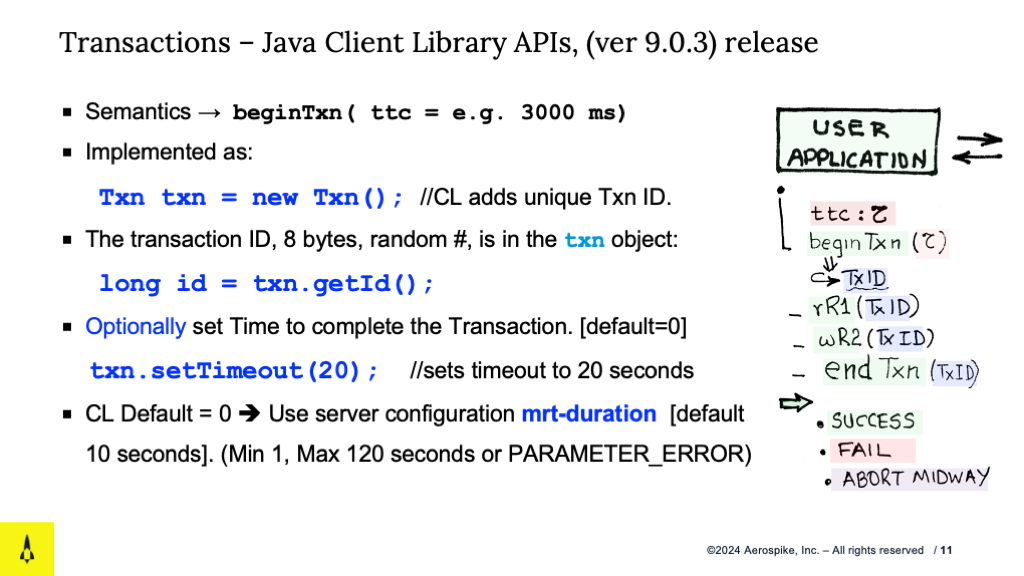 Transactions – Java Client Library APIs, (ver 9.0.3) release
▪ Semantics → beginTxn( ttc = e.g. 3000 ms)
▪ Implemented as:
Txn txn = new Txn(); //CL adds unique Txn ID.
▪ The transaction ID, 8 bytes, random #, is in the txn object:
long id = txn.getId();
▪ Optionally set Time to complete the Transaction. [default=0]
txn.setTimeout(20); //sets timeout to 20 seconds
▪ CL Default = 0 ➔ Use server configuration mrt-duration [default
10 seconds]. (Min 1, Max 120 seconds or PARAMETER_ERROR)
USER
APPLICATION
ttc : τ
begin Txn (τ)
TxID
– rR1 (TxID)
– wR2 (TxID)
– end Txn (TxID)
• SUCCESS
• FAIL
• ABORT MIDWAY
©2024 Aerospike, Inc. – All rights reserved / 11